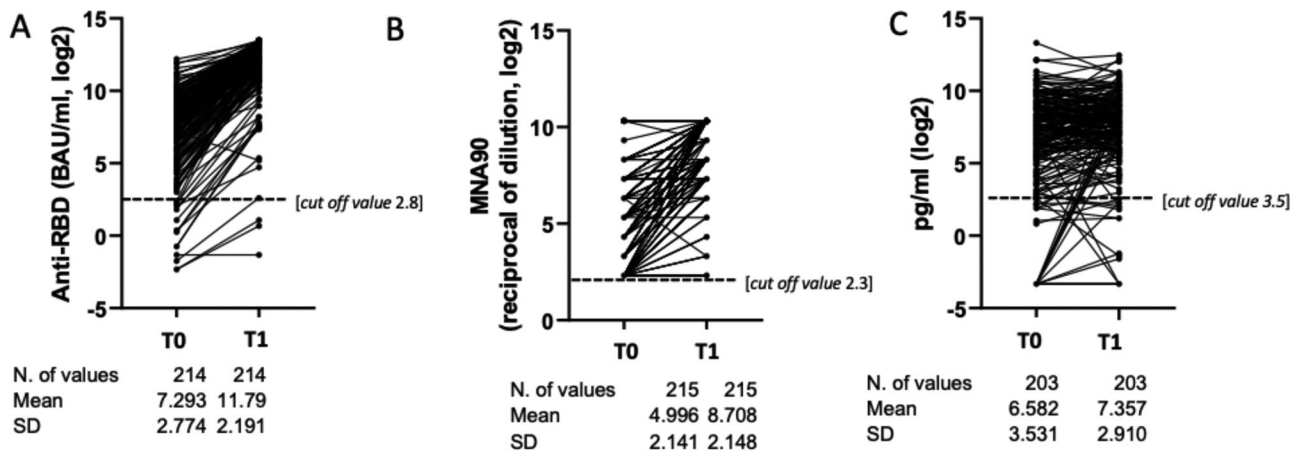 A
Anti-RBD (BAU/ml, log2)
15
10
5
0
-5
[cut off value 2.8]
T0 T1
N. of values 214 214
Mean 7.293 11.79
SD 2.774 2.191
B
MNA90
(reciprocal of dilution, log2)
15
10
5
0
[cut off value 2.3]
T0 T1
N. of values 215 215
Mean 4.996 8.708
SD 2.141 2.148
C
pg/ml (log2)
15
10
5
0
-5
[cut off value 3.5]
T0 T1
N. of values 203 203
Mean 6.582 7.357
SD 3.531 2.910